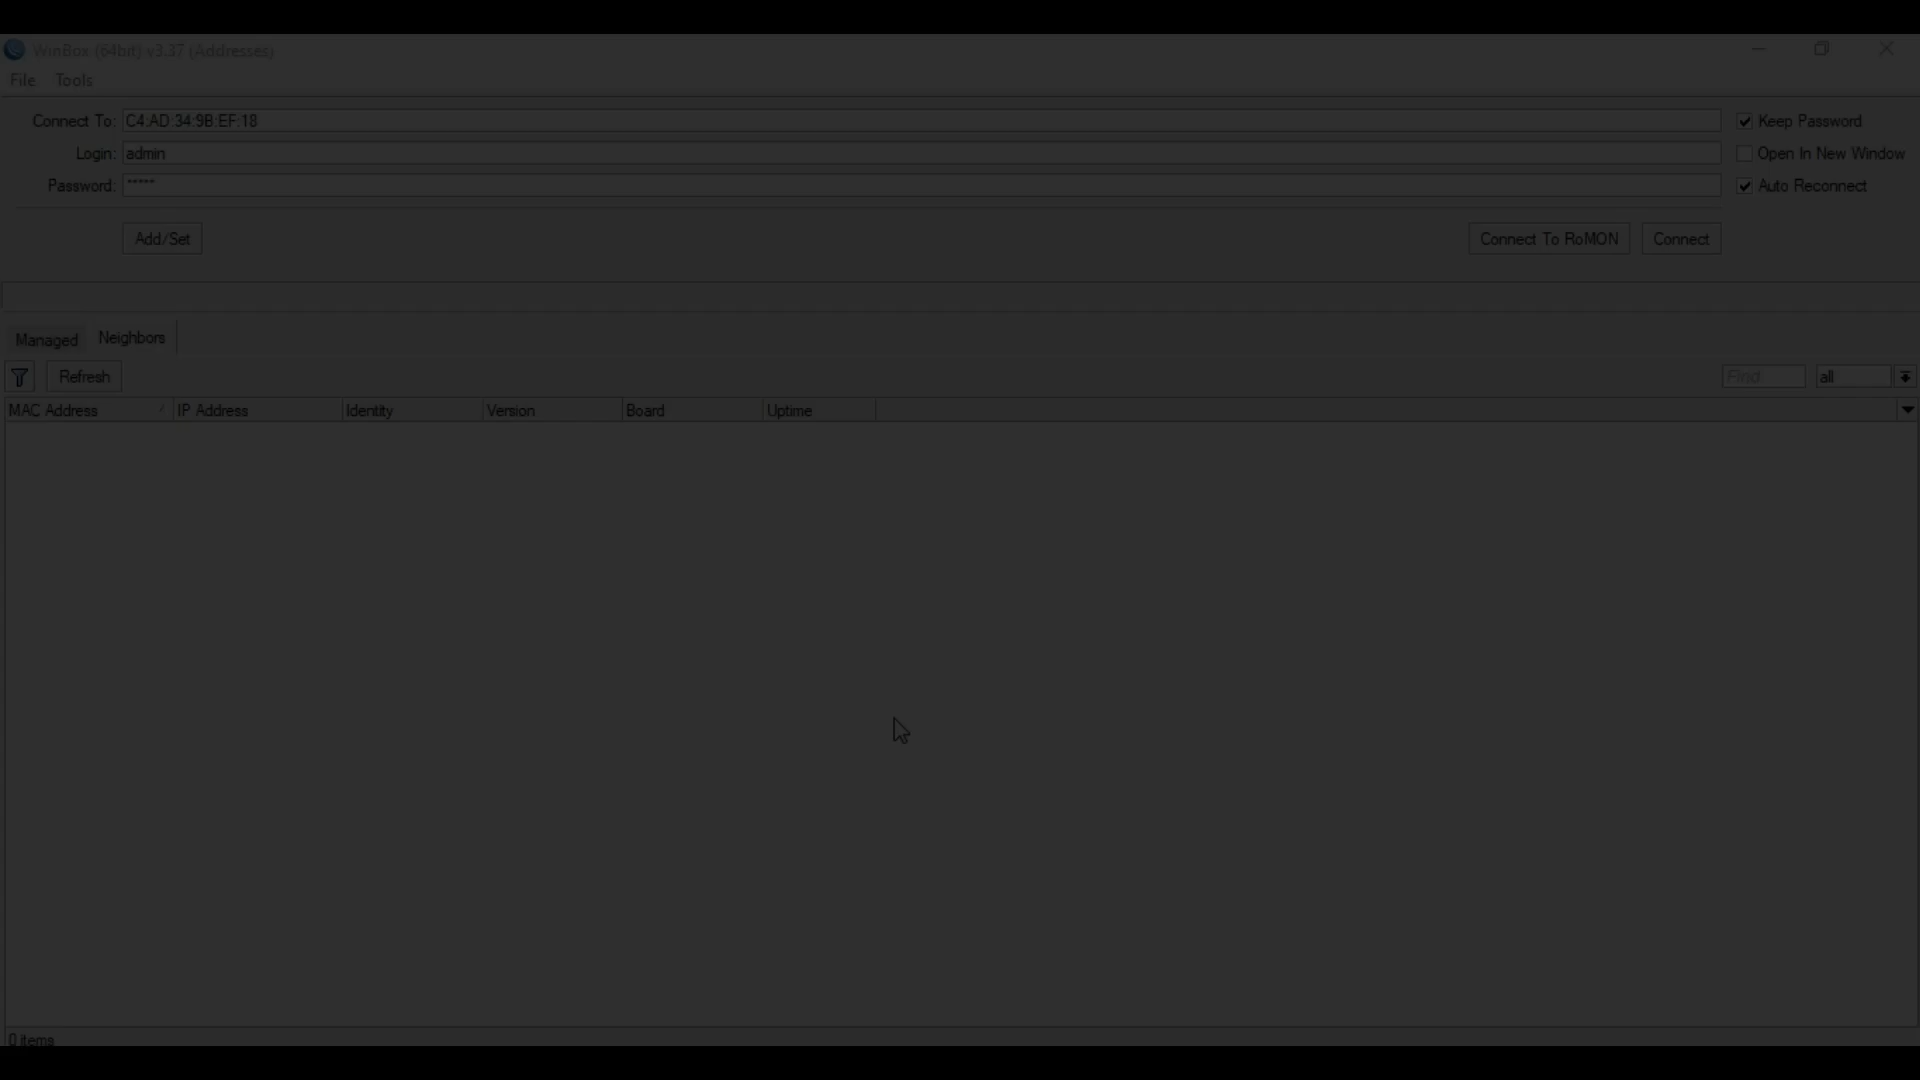 WinBox (64bit) v3.37 (Addresses)
File Tools
Connect To: C4:AD:34:9B:EF:18
Keep Password
Login: admin
Open In New Window
Password: *****
Auto Reconnect
Add/Set
Connect To RoMON Connect
Managed Neighbors
Refresh
Find all
MAC Address IP Address Identity Version Board Uptime
0 items